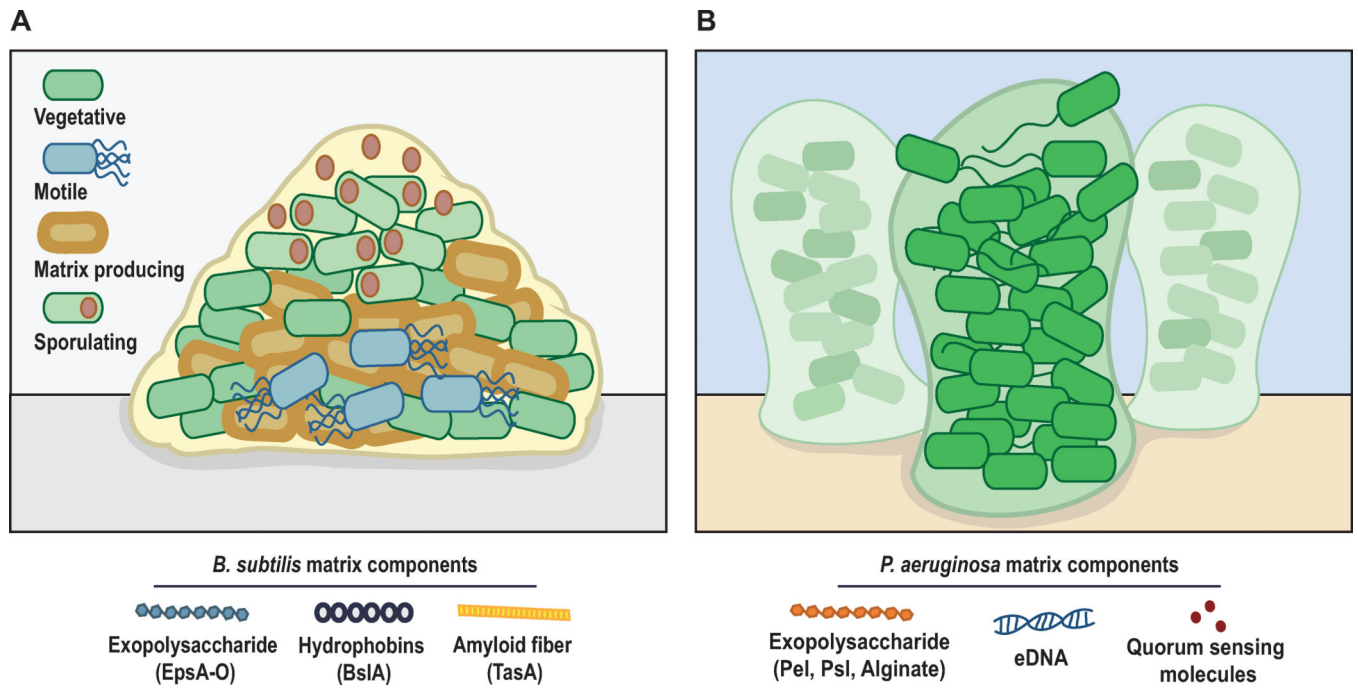 A
B
Vegetative
Motile
Matrix producing
Sporulating
B. subtilis matrix components
Exopolysaccharide
(EpsA-O)
Hydrophobins
(BslA)
Amyloid fiber
(TasA)
P. aeruginosa matrix components
Exopolysaccharide
(Pel, Psl, Alginate)
eDNA
Quorum sensing
molecules